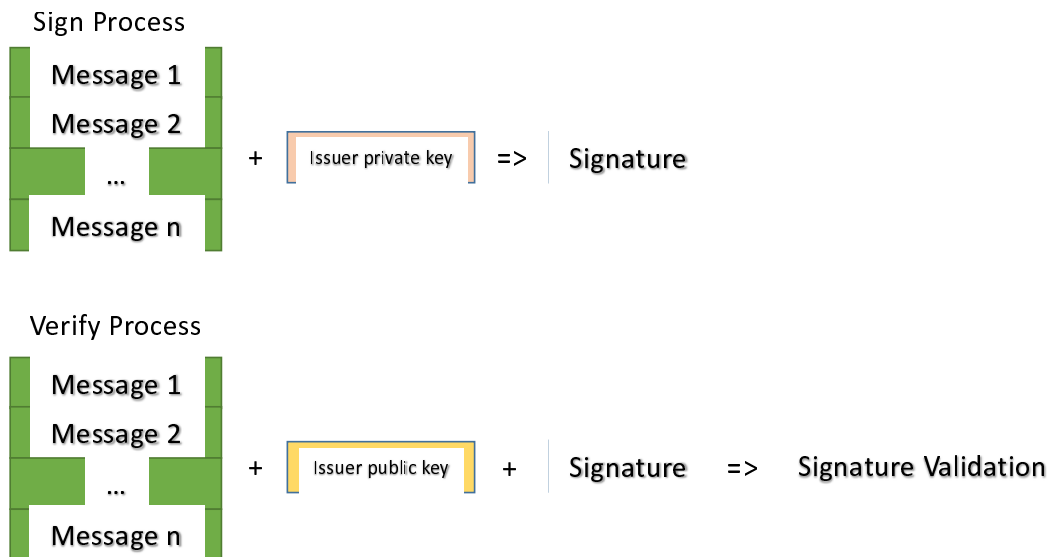 Sign Process
Message 1
Message 2
+ Issuer private key => Signature
...
Message n
Verify Process
Message 1
Message 2
+ Issuer public key + Signature => Signature Validation
...
Message n